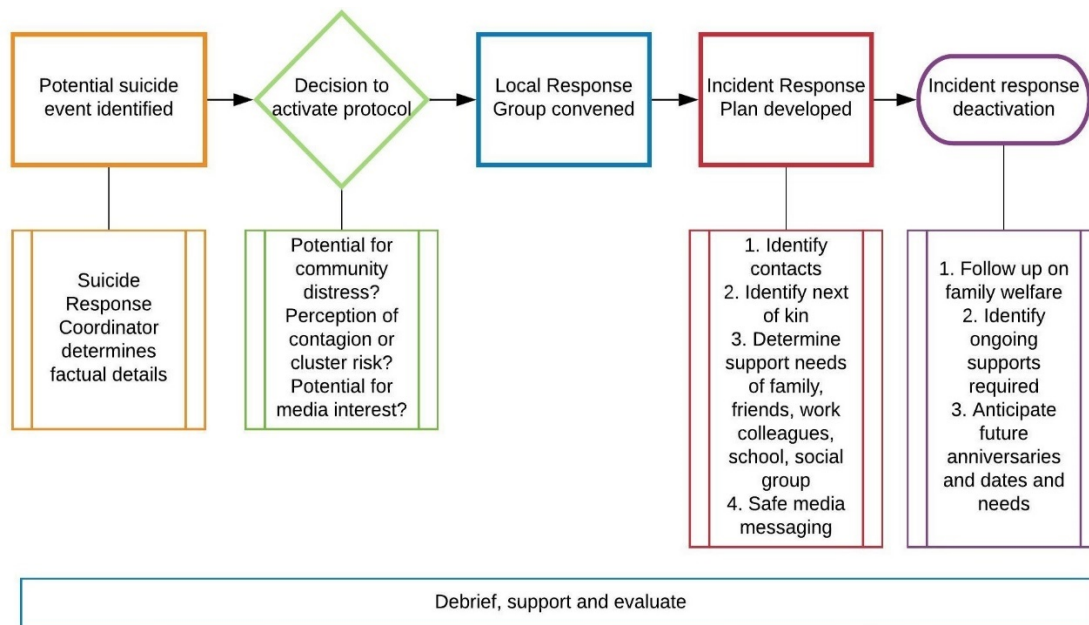 Potential suicide
event identified
Decision to
activate protocol
Local Response
Group convened
Incident Response
Plan developed
Incident response
deactivation
Suicide
Response
Coordinator
determines
factual details
Potential for
community
distress?
Perception of
contagion or
cluster risk?
Potential for
media interest?
1. Identify
contacts
2. Identify next
of kin
3. Determine
support needs
of family,
friends, work
colleagues,
school, social
group
4. Safe media
messaging
1. Follow up on
family welfare
2. Identify
ongoing
supports
required
3. Anticipate
future
anniversaries
and dates and
needs
Debrief, support and evaluate